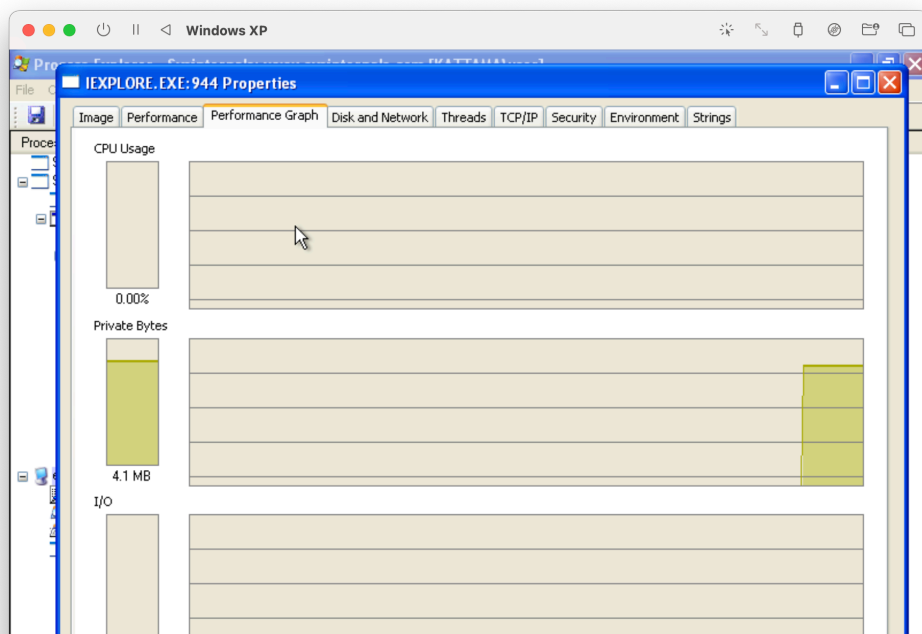 Windows XP
IEXPLORE.EXE:944 Properties
File
Image Performance Performance Graph Disk and Network Threads TCP/IP Security Environment Strings
CPU Usage
0.00%
Private Bytes
4.1 MB
I/O